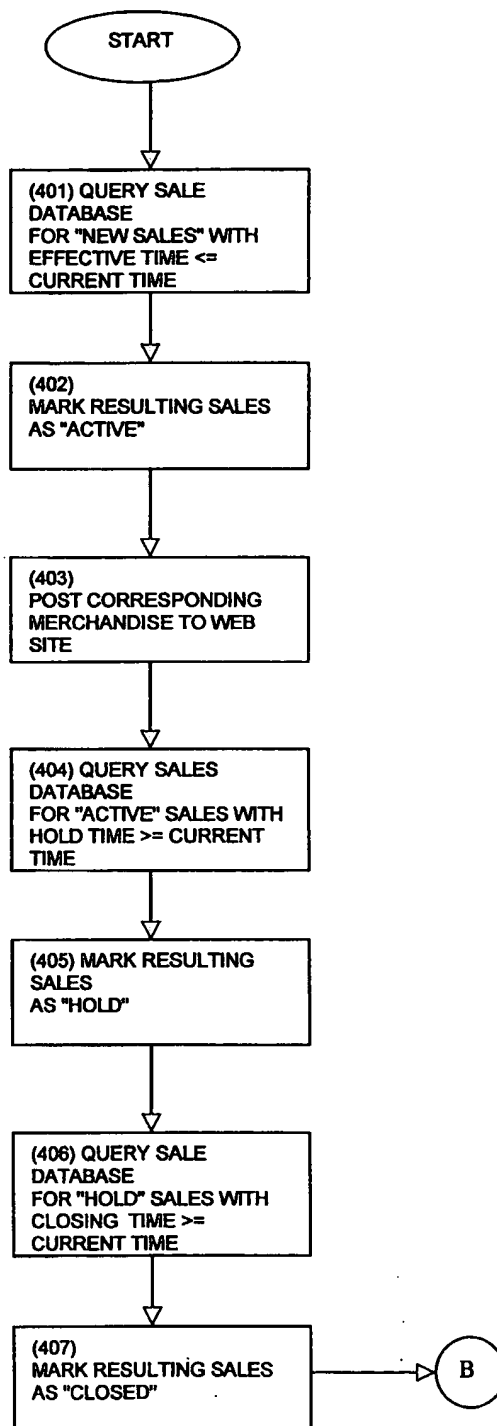 START
(401) QUERY SALE
DATABASE
FOR "NEW SALES" WITH
EFFECTIVE TIME <=
CURRENT TIME
(402)
MARK RESULTING SALES
AS "ACTIVE"
(403)
POST CORRESPONDING
MERCHANDISE TO WEB
SITE
(404) QUERY SALES
DATABASE
FOR "ACTIVE" SALES WITH
HOLD TIME >= CURRENT
TIME
(405) MARK RESULTING
SALES
AS "HOLD"
(406) QUERY SALE
DATABASE
FOR "HOLD" SALES WITH
CLOSING TIME >=
CURRENT TIME
(407)
MARK RESULTING SALES
AS "CLOSED"
B